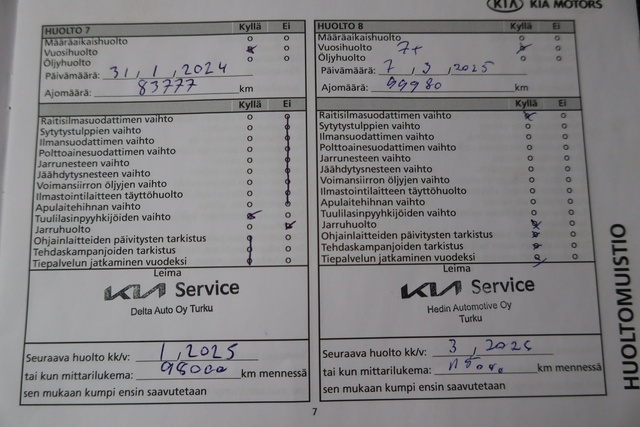 KIA KIA MOTORS
HUOLTO 7 Kyllä Ei
Määräaikaishuolto
Vuosihuolto
Öljyhuolto
Päivämäärä: 31, 1, 2024
Ajomäärä: 83777 km
Kyllä Ei
Raitisilmasuodattimen vaihto
Sytytystulppien vaihto
Ilmansuodattimen vaihto
Polttoainesuodattimen vaihto
Jarrunesteen vaihto
Jäähdytysnesteen vaihto
Voimansiirron öljyjen vaihto
Ilmastointilaitteen täyttöhuolto
Apulaitehihnan vaihto
Tuulilasinpyyhkijöiden vaihto
Jarruhuolto
Ohjainlaitteiden päivitysten tarkistus
Tehdaskampanjoiden tarkistus
Tiepalvelun jatkaminen vuodeksi
Leima
KIA Service
Delta Auto Oy Turku
Seuraava huolto kk/v: 1, 2025
tai kun mittarilukema: 98000 km mennessä
sen mukaan kumpi ensin saavutetaan
HUOLTO 8 Kyllä Ei
Määräaikaishuolto
Vuosihuolto 7+
Öljyhuolto
Päivämäärä: 7, 3, 2025
Ajomäärä: 99980 km
Kyllä Ei
Raitisilmasuodattimen vaihto
Sytytystulppien vaihto
Ilmansuodattimen vaihto
Polttoainesuodattimen vaihto
Jarrunesteen vaihto
Jäähdytysnesteen vaihto
Voimansiirron öljyjen vaihto
Ilmastointilaitteen täyttöhuolto
Apulaitehihnan vaihto
Tuulilasinpyyhkijöiden vaihto
Jarruhuolto
Ohjainlaitteiden päivitysten tarkistus
Tehdaskampanjoiden tarkistus
Tiepalvelun jatkaminen vuodeksi
Leima
KIA Service
Hedin Automotive Oy
Turku
Seuraava huolto kk/v: 3, 2026
tai kun mittarilukema: km mennessä
sen mukaan kumpi ensin saavutetaan
7
HUOLTOMUISTIO